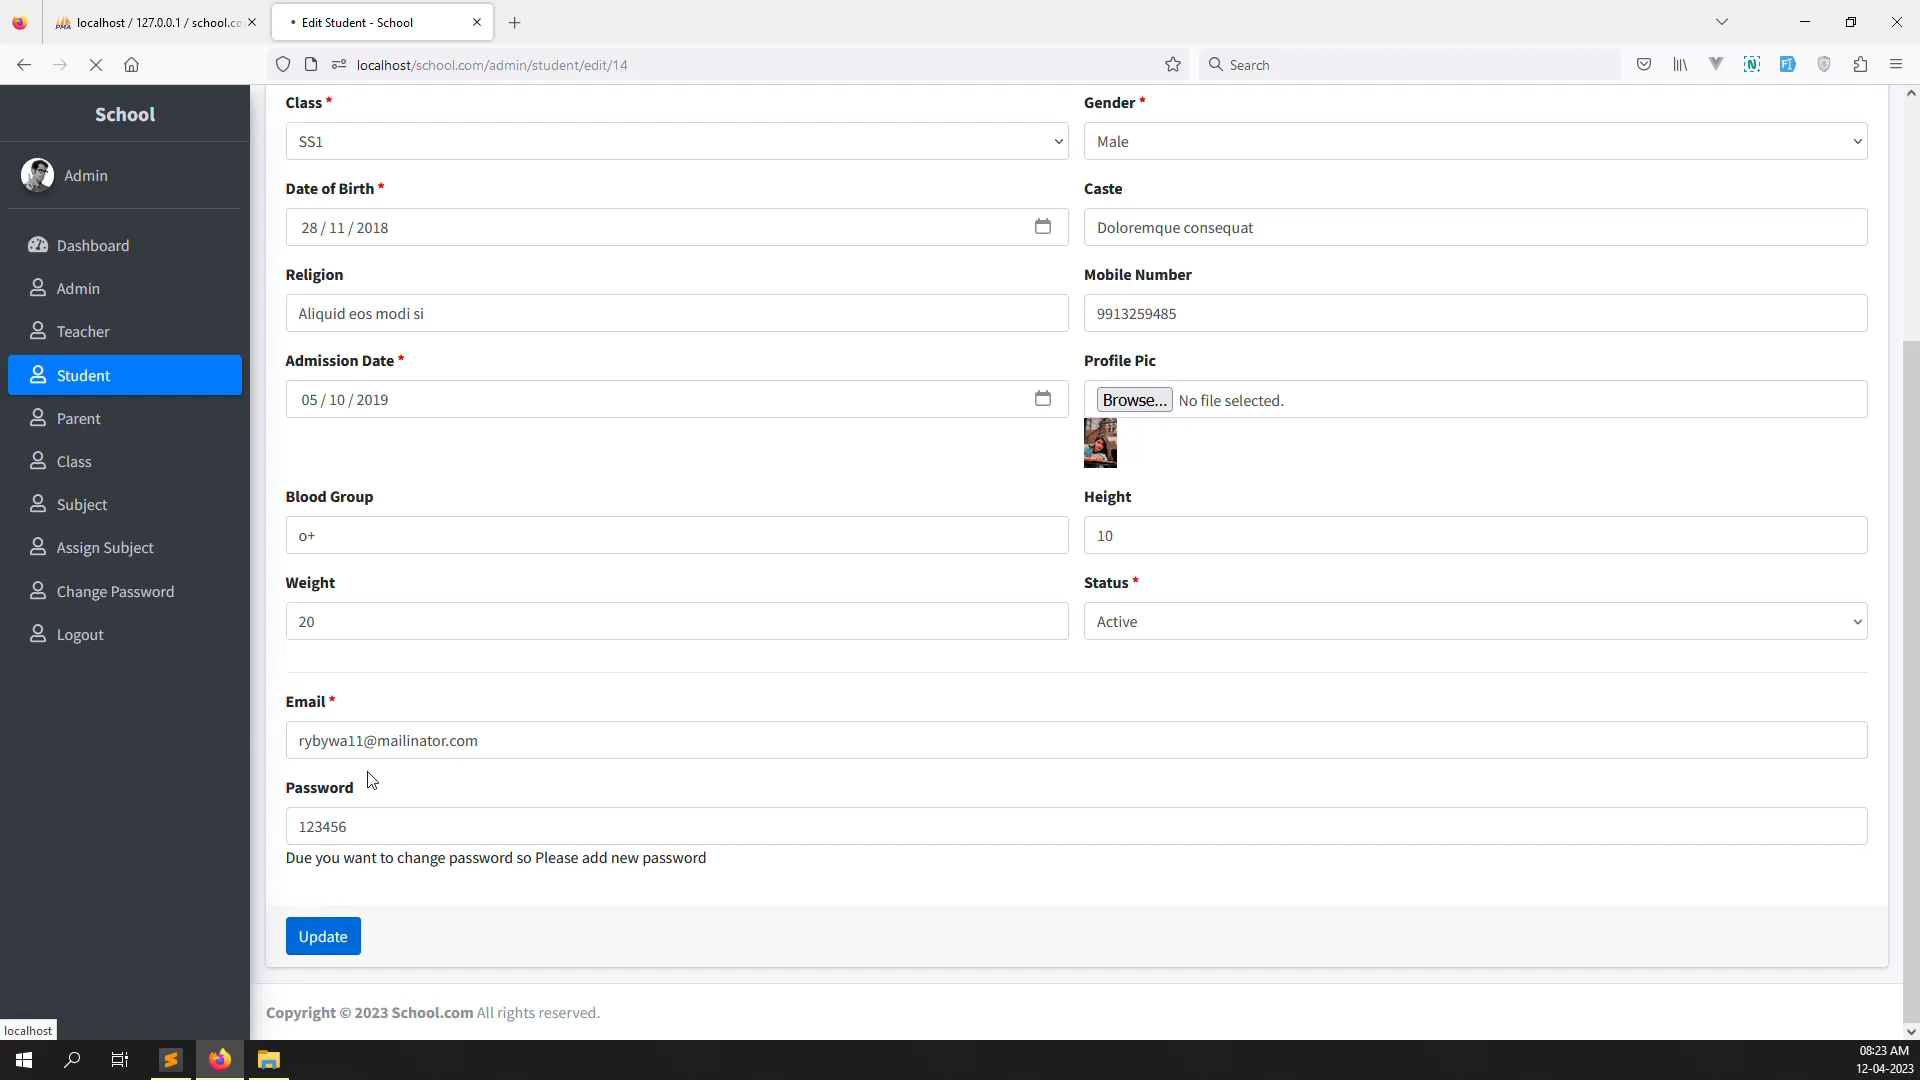 localhost / 127.0.0.1 / school.co
• Edit Student - School
localhost/school.com/admin/student/edit/14
Search
School
Admin
Dashboard
Admin
Teacher
Student
Parent
Class
Subject
Assign Subject
Change Password
Logout
Class *
Gender *
SS1
Male
Date of Birth *
Caste
28 / 11 / 2018
Doloremque consequat
Religion
Mobile Number
Aliquid eos modi si
9913259485
Admission Date *
Profile Pic
05 / 10 / 2019
Browse... No file selected.
Blood Group
Height
o+
10
Weight
Status *
20
Active
Email *
rybywa11@mailinator.com
Password
123456
Due you want to change password so Please add new password
Update
Copyright © 2023 School.com All rights reserved.
localhost
08:23 AM
12-04-2023